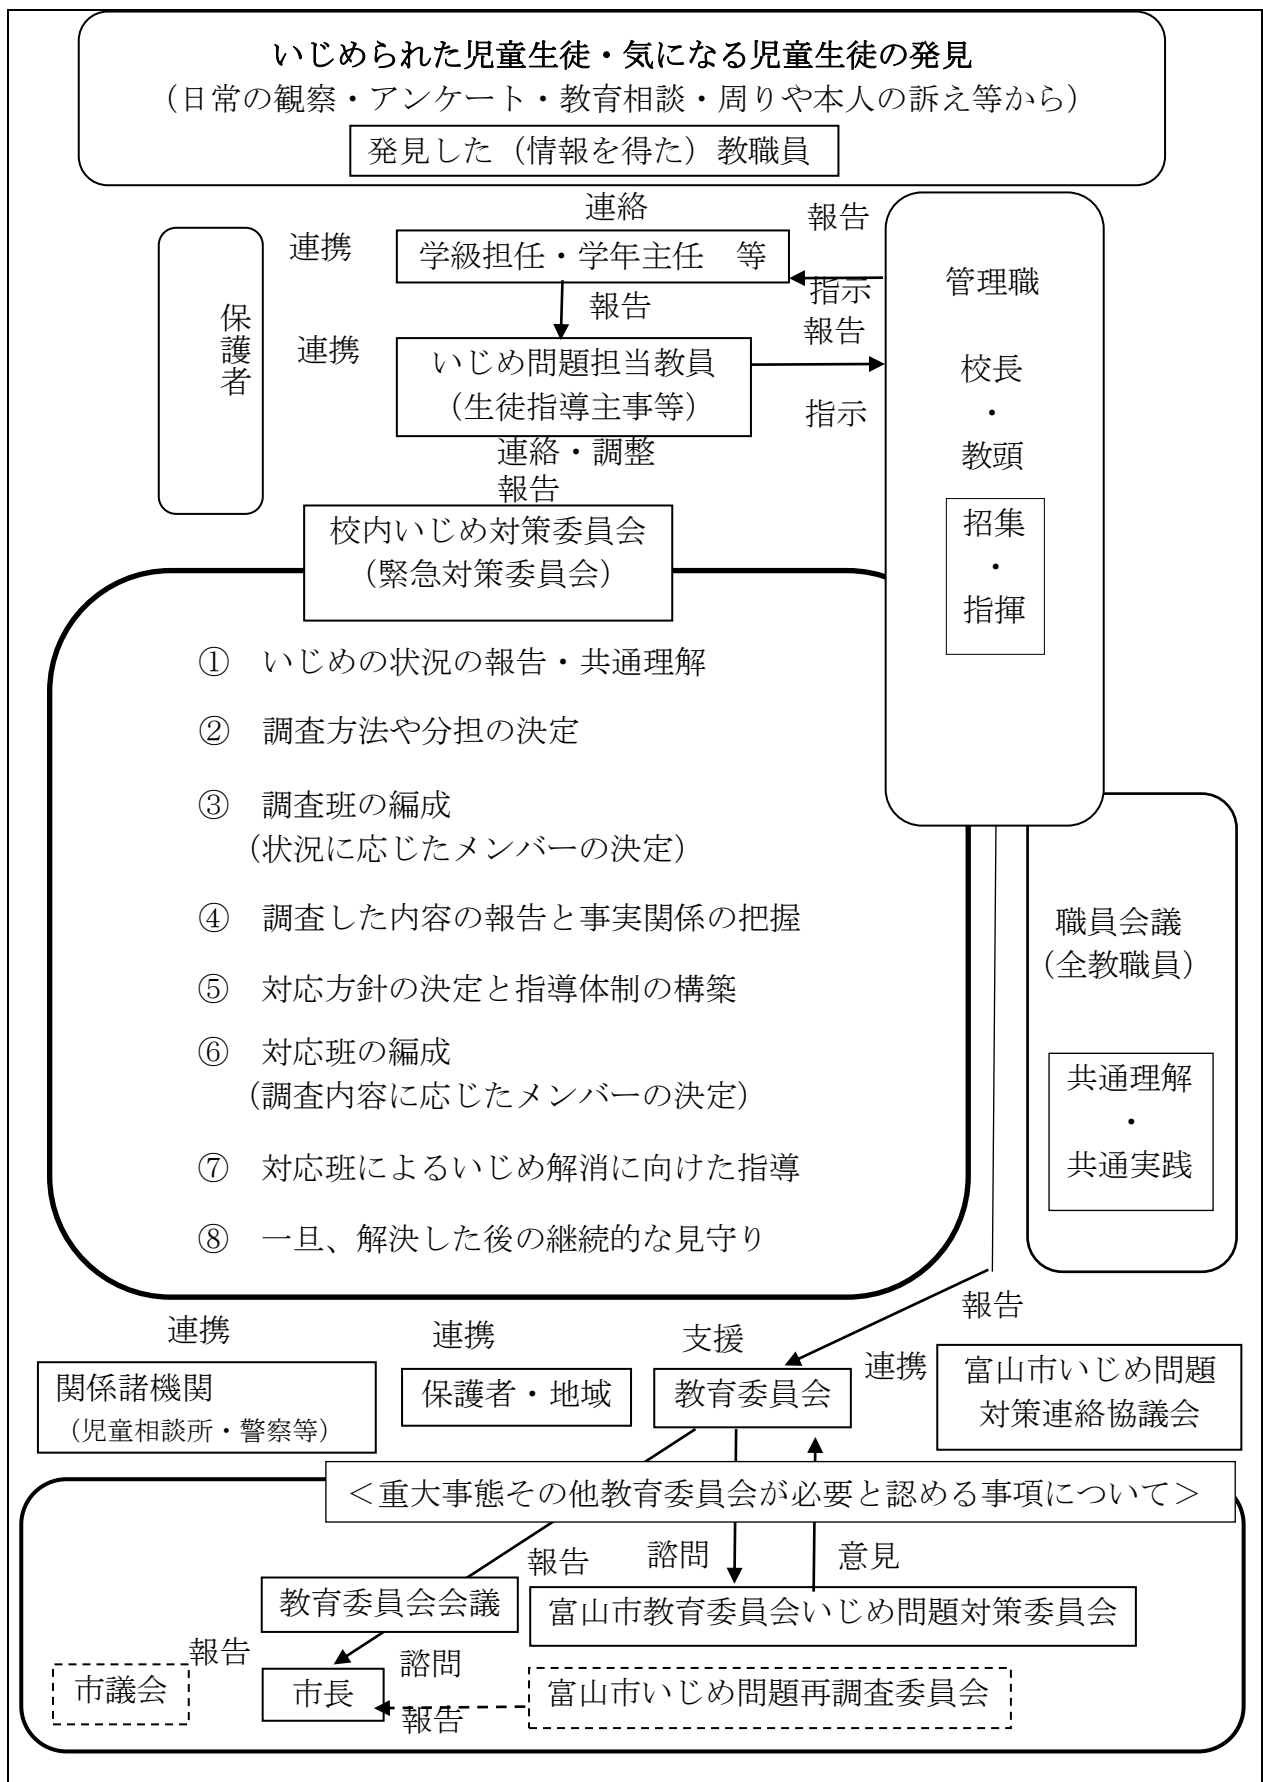 いじめられた児童生徒・気になる児童生徒の発見
（日常の観察・アンケート・教育相談・周りや本人の訴え等から）
発見した（情報を得た）教職員
連絡
報告
連携
学級担任・学年主任　等
指示
管理職
報告
保護者
報告
連携
いじめ問題担当教員
（生徒指導主事等）
校長
・
教頭
指示
連絡・調整
報告
招集
・
指揮
校内いじめ対策委員会
（緊急対策委員会）
①　いじめの状況の報告・共通理解
②　調査方法や分担の決定
③　調査班の編成
（状況に応じたメンバーの決定）
④　調査した内容の報告と事実関係の把握
⑤　対応方針の決定と指導体制の構築
⑥　対応班の編成
（調査内容に応じたメンバーの決定）
⑦　対応班によるいじめ解消に向けた指導
⑧　一旦、解決した後の継続的な見守り
職員会議
（全教職員）
共通理解
・
共通実践
報告
連携
連携
支援
連携
関係諸機関
（児童相談所・警察等）
保護者・地域
教育委員会
富山市いじめ問題
対策連絡協議会
＜重大事態その他教育委員会が必要と認める事項について＞
報告
諮問
意見
教育委員会会議
富山市教育委員会いじめ問題対策委員会
報告
諮問
市議会
市長
富山市いじめ問題再調査委員会
報告